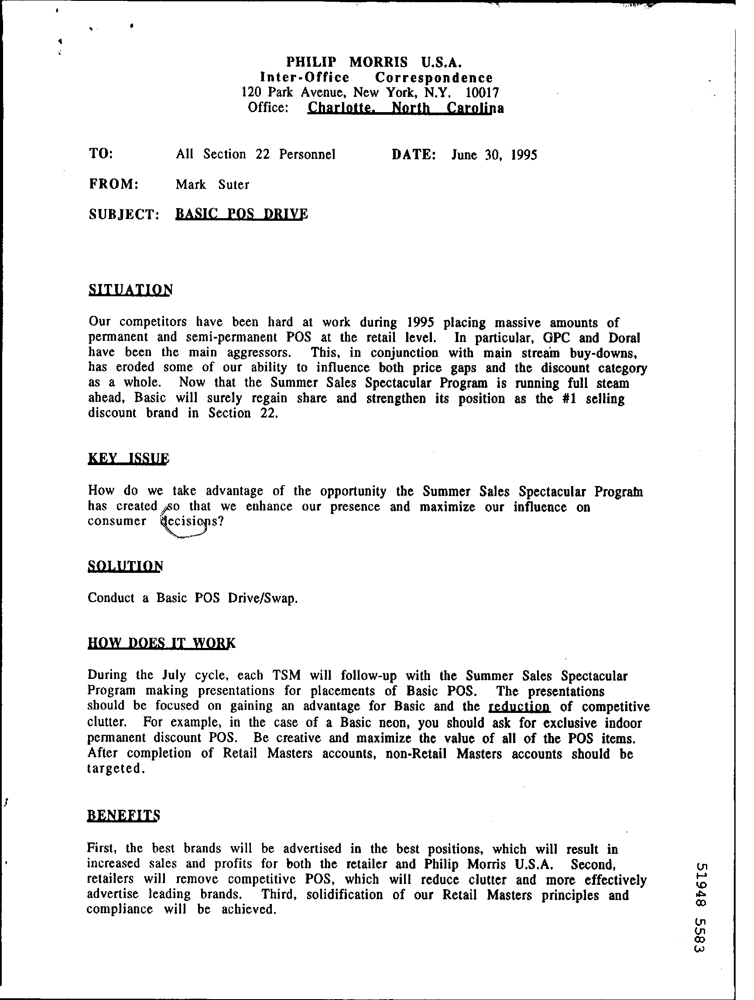 PHILIP MORRIS U.S.A.
Inter-Office Correspondence
120 Park Avenue, New York, N.Y. 10017
Office: Charlotte, North Carolina
TO: All Section 22 Personnel DATE: June 30, 1995
FROM: Mark Suter
SUBJECT: BASIC POS DRIVE
SITUATION
Our competitors have been hard at work during 1995 placing massive amounts of
permanent and semi-permanent POS at the retail level. In particular, GPC and Doral
have been the main aggressors. This, in conjunction with main stream buy-downs,
has eroded some of our ability to influence both price gaps and the discount category
as a whole. Now that the Summer Sales Spectacular Program is running full steam
ahead, Basic will surely regain share and strengthen its position as the #1 selling
discount brand in Section 22.
KEY ISSUE
How do we take advantage of the opportunity the Summer Sales Spectacular Program
has created so that we enhance our presence and maximize our influence on
consumer decisions?
SOLUTION
Conduct a Basic POS Drive/Swap.
HOW DOES IT WORK
During the July cycle, each TSM will follow-up with the Summer Sales Spectacular
Program making presentations for placements of Basic POS. The presentations
should be focused on gaining an advantage for Basic and the reduction of competitive
clutter. For example, in the case of a Basic neon, you should ask for exclusive indoor
permanent discount POS. Be creative and maximize the value of all of the POS items.
After completion of Retail Masters accounts, non-Retail Masters accounts should be
targeted.
BENEFITS
First, the best brands will be advertised in the best positions, which will result in
increased sales and profits for both the retailer and Philip Morris U.S.A. Second,
retailers will remove competitive POS, which will reduce clutter and more effectively
advertise leading brands. Third, solidification of our Retail Masters principles and
compliance will be achieved.
51948 5583